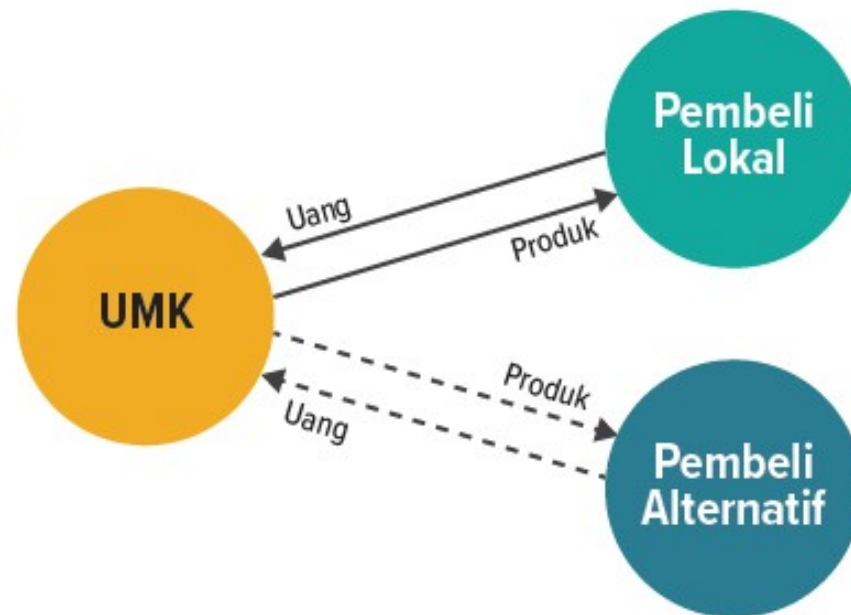 Pembeli
Lokal
Uang
Produk
UMK
Produk
Uang
Pembeli
Alternatif